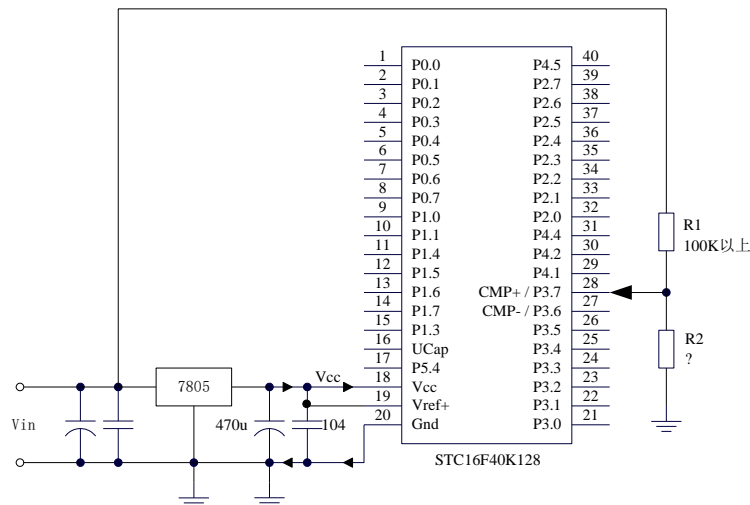 1 P0.0 P4.5 40
2 P0.1 P2.7 39
3 P0.2 P2.6 38
4 P0.3 P2.5 37
5 P0.4 P2.4 36
6 P0.5 P2.3 35
7 P0.6 P2.2 34
8 P0.7 P2.1 33
9 P1.0 P2.0 32
10 P1.1 P4.4 31
11 P1.4 P4.2 30
12 P1.5 P4.1 29
13 P1.6 CMP+ / P3.7 28
14 P1.7 CMP- / P3.6 27
15 P1.3 P3.5 26
16 UCap P3.4 25
17 P5.4 P3.3 24
18 Vcc P3.2 23
19 Vref+ P3.1 22
20 Gnd P3.0 21
STC16F40K128
R1
100K以上
R2
?
7805
Vcc
Vin
470u
104